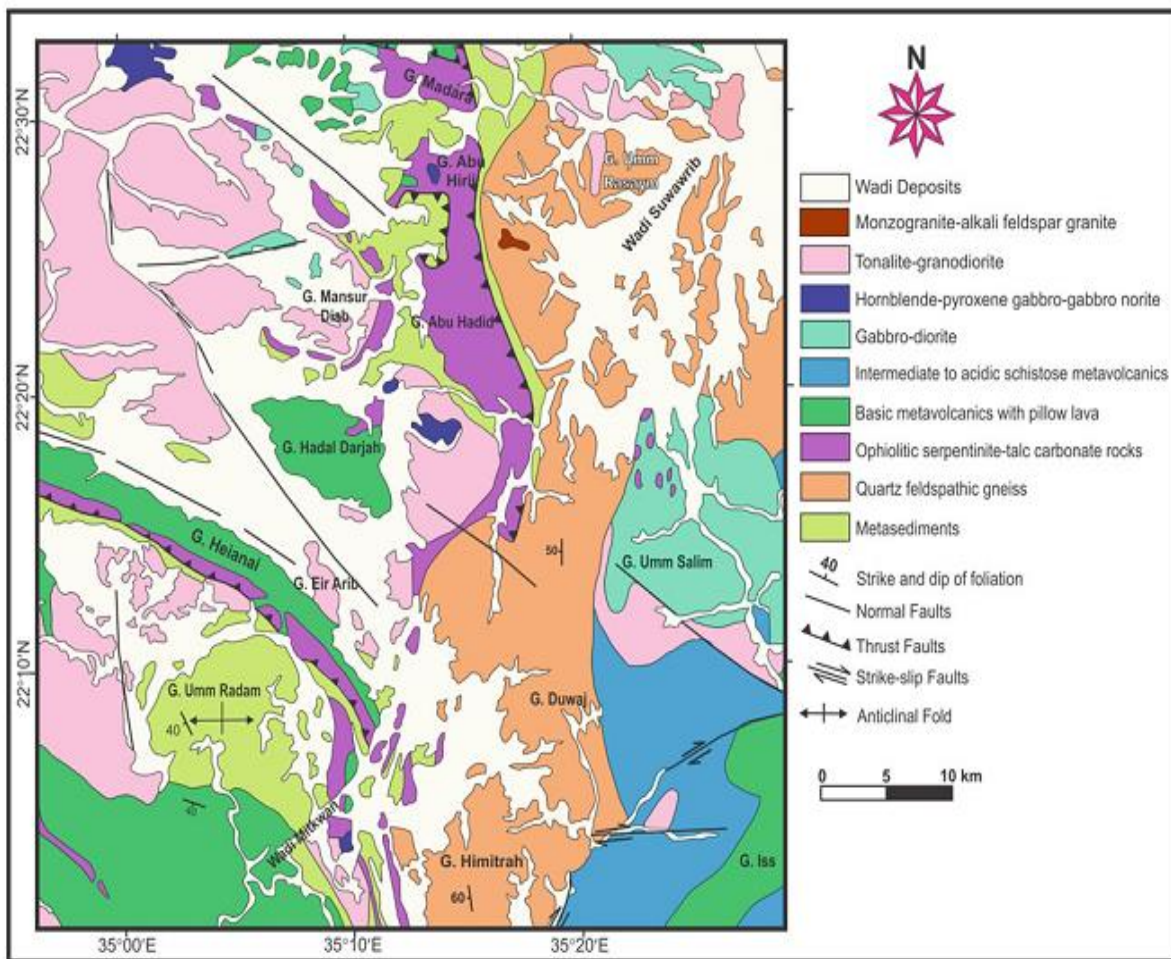 N
22°30'N
22°20'N
22°10'N
35°00'E
35°10'E
35°20'E
G. Madara
G. Abu
Hirij
G. Umm
Rasaym
Wadi Suwawrib
G. Mansur
Diab
G. Abu Hadid
G. Hadal Darjah
G. Heianal
G. Eir Arib
50
G. Umm Salim
G. Umm Radam
40
G. Duwaj
40
Wadi Mitkwan
G. Himitrah
60
G. Iss
Wadi Deposits
Monzogranite-alkali feldspar granite
Tonalite-granodiorite
Hornblende-pyroxene gabbro-gabbro norite
Gabbro-diorite
Intermediate to acidic schistose metavolcanics
Basic metavolcanics with pillow lava
Ophiolitic serpentinite-talc carbonate rocks
Quartz feldspathic gneiss
Metasediments
40
Strike and dip of foliation
Normal Faults
Thrust Faults
Strike-slip Faults
Anticlinal Fold
0 5 10 km